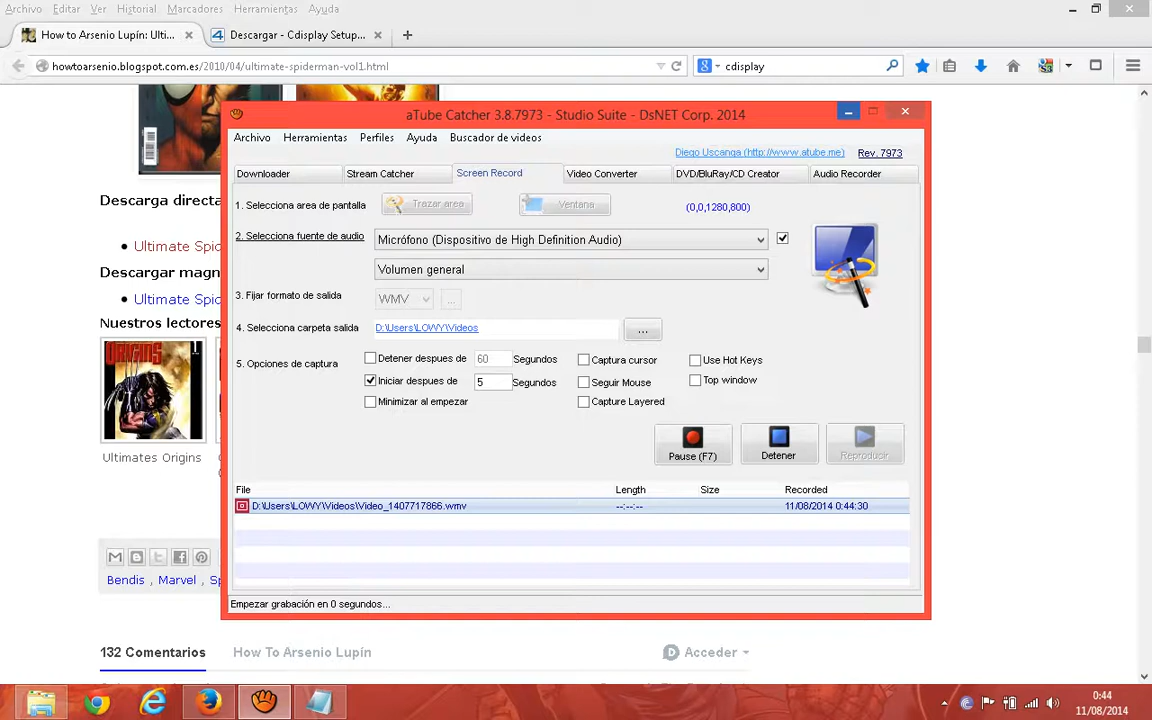 Archivo Editar Ver Historial Marcadores Herramientas Ayuda
How to Arsenio Lupín: Ulti...
Descargar - Cdisplay Setup...
howtoarsenio.blogspot.com.es/2010/04/ultimate-spiderman-vol1.html
cdisplay
aTube Catcher 3.8.7973 - Studio Suite - DsNET Corp. 2014
Archivo Herramientas Perfiles Ayuda Buscador de videos
Diego Uscanga (http://www.atube.me) Rev. 7973
Downloader Stream Catcher Screen Record Video Converter DVD/BluRay/CD Creator Audio Recorder
1. Selecciona area de pantalla Trazar area Ventana (0,0,1280,800)
2. Selecciona fuente de audio Micrófono (Dispositivo de High Definition Audio)
Volumen general
3. Fijar formato de salida WMV ...
4. Selecciona carpeta salida D:\Users\LOWY\Videos ...
5. Opciones de captura
Detener despues de 60 Segundos Captura cursor Use Hot Keys
Iniciar despues de 5 Segundos Seguir Mouse Top window
Minimizar al empezar Capture Layered
Pause (F7) Detener Reproducir
File Length Size Recorded
D:\Users\LOWY\Videos\Video_1407717866.wmv --:--:-- 11/08/2014 0:44:30
Empezar grabación en 0 segundos...
Descarga directa
Ultimate Spid
Descargar magn
Ultimate Spid
Nuestros lectores
ORIGINS
Ultimates Origins
Bendis , Marvel , Sp
132 Comentarios How To Arsenio Lupín Acceder
0:44
11/08/2014